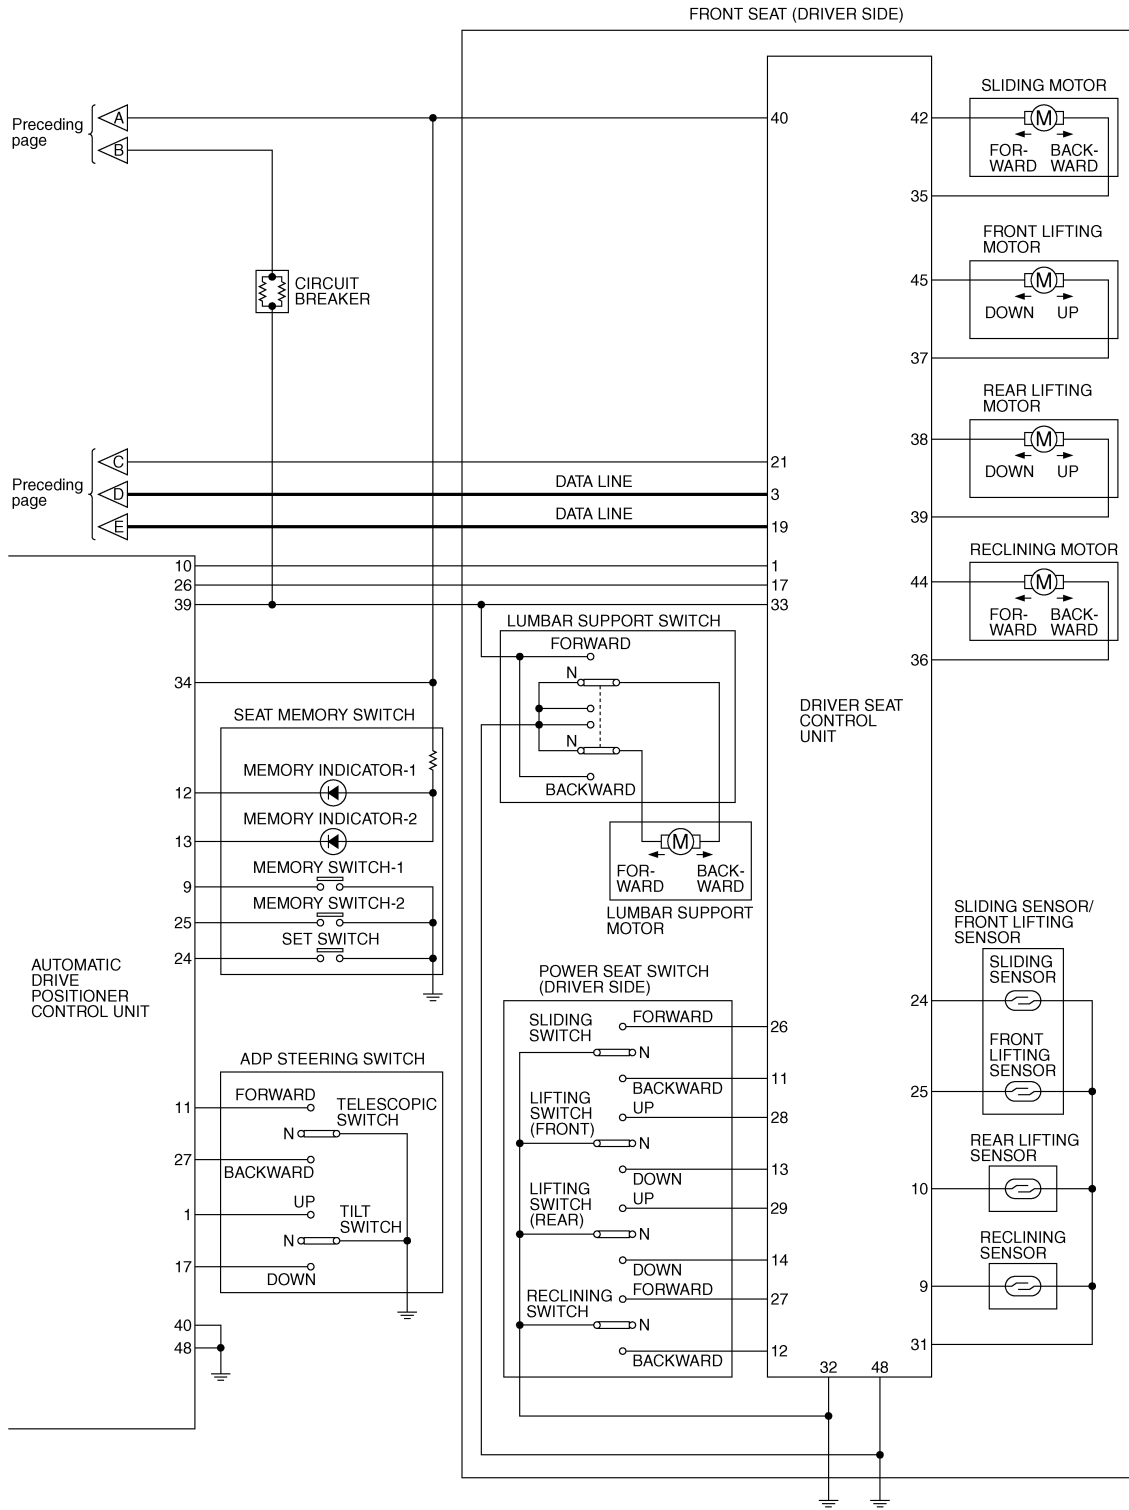 FRONT SEAT (DRIVER SIDE)
Preceding
page
A
B
40
42
SLIDING MOTOR
M
FOR-
WARD
BACK-
WARD
35
FRONT LIFTING
MOTOR
45
M
DOWN
UP
37
CIRCUIT
BREAKER
REAR LIFTING
MOTOR
38
M
DOWN
UP
39
Preceding
page
C
D
E
DATA LINE
DATA LINE
21
3
19
RECLINING MOTOR
44
M
FOR-
WARD
BACK-
WARD
36
10
26
39
1
17
33
LUMBAR SUPPORT SWITCH
FORWARD
N
N
BACKWARD
34
SEAT MEMORY SWITCH
MEMORY INDICATOR-1
12
MEMORY INDICATOR-2
13
MEMORY SWITCH-1
9
MEMORY SWITCH-2
25
SET SWITCH
24
DRIVER SEAT
CONTROL
UNIT
M
FOR-
WARD
BACK-
WARD
LUMBAR SUPPORT
MOTOR
AUTOMATIC
DRIVE
POSITIONER
CONTROL UNIT
SLIDING SENSOR/
FRONT LIFTING
SENSOR
SLIDING
SENSOR
24
FRONT
LIFTING
SENSOR
25
REAR LIFTING
SENSOR
10
RECLINING
SENSOR
9
31
POWER SEAT SWITCH
(DRIVER SIDE)
SLIDING
SWITCH
FORWARD
26
N
BACKWARD
11
LIFTING
SWITCH
(FRONT)
UP
28
N
DOWN
13
LIFTING
SWITCH
(REAR)
UP
29
N
DOWN
14
RECLINING
SWITCH
FORWARD
27
N
BACKWARD
12
ADP STEERING SWITCH
11
FORWARD
TELESCOPIC
SWITCH
N
27
BACKWARD
1
UP
TILT
SWITCH
N
17
DOWN
40
48
32
48